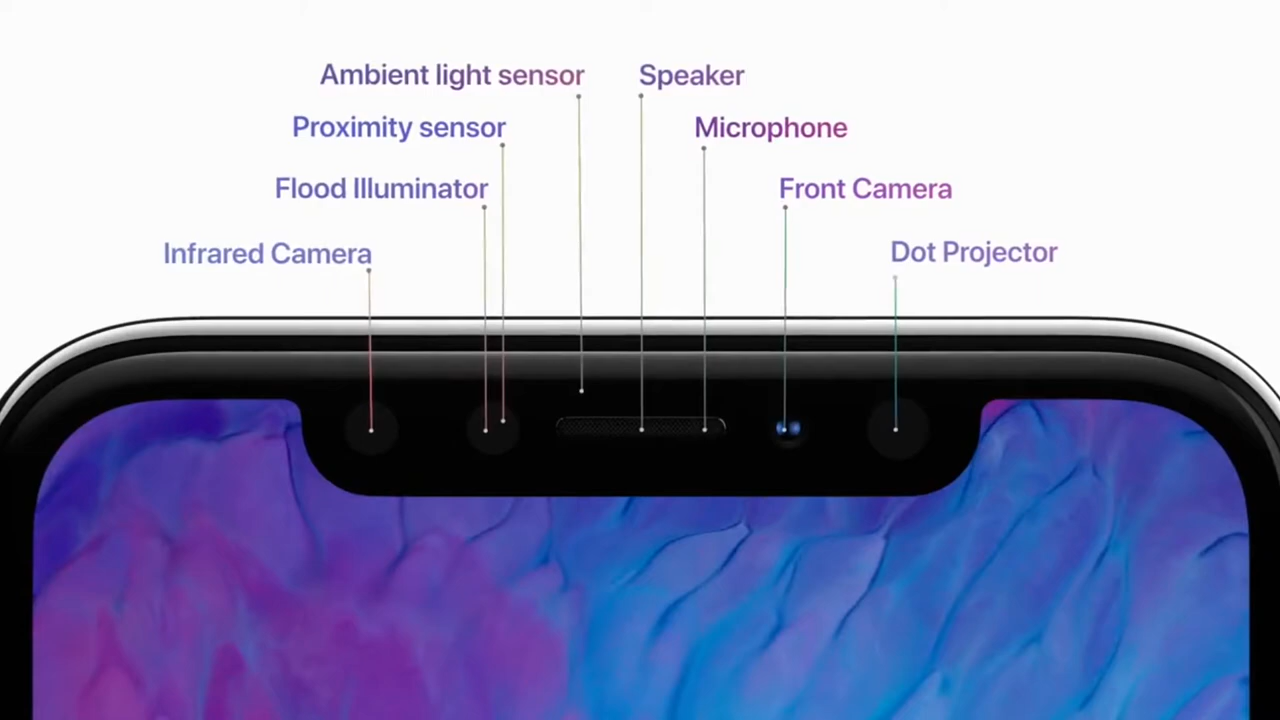 Ambient light sensor
Speaker
Proximity sensor
Microphone
Flood Illuminator
Front Camera
Infrared Camera
Dot Projector